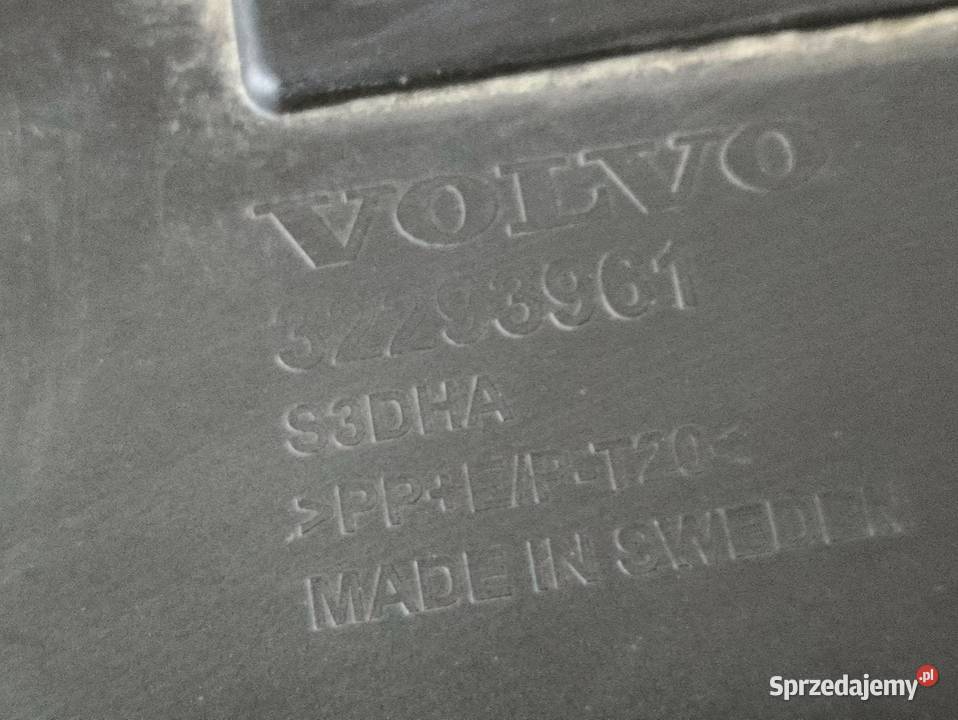 VOLVO
32293961
S3DHA
>PP+E/P-T20<
MADE IN SWEDEN
Sprzedajemy.pl